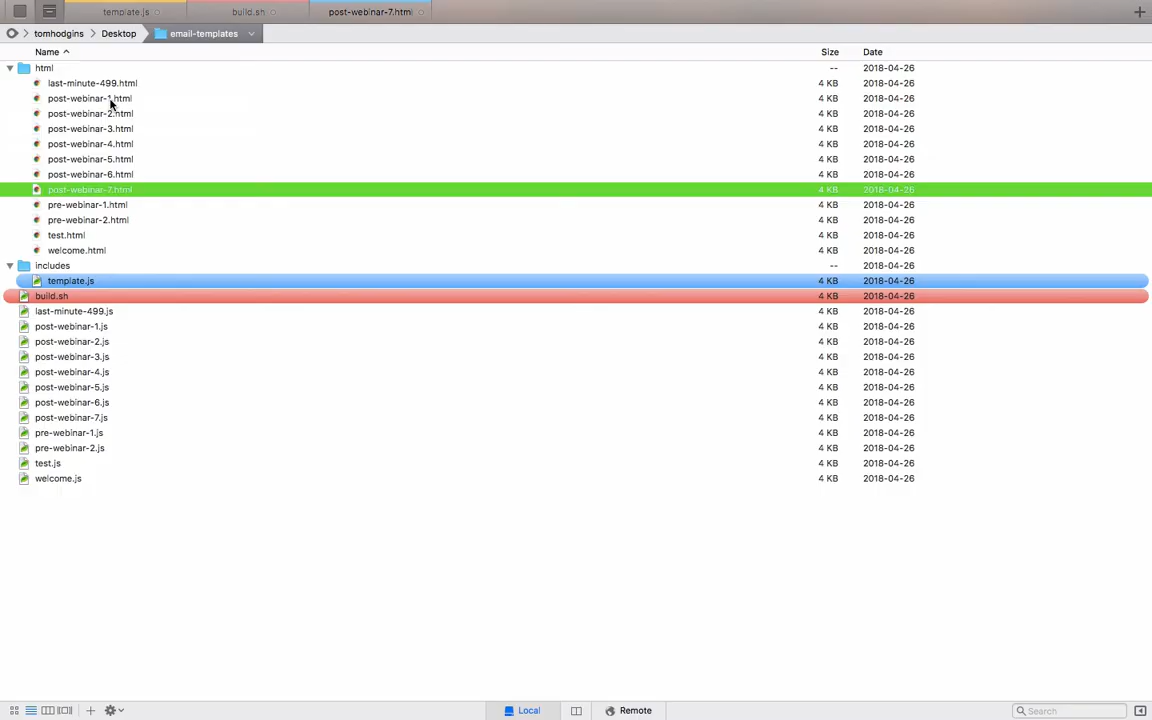 template.js build.sh post-webinar-7.html
tomhodgins Desktop email-templates
Name Size Date
html -- 2018-04-26
last-minute-499.html 4 KB 2018-04-26
post-webinar-1.html 4 KB 2018-04-26
post-webinar-2.html 4 KB 2018-04-26
post-webinar-3.html 4 KB 2018-04-26
post-webinar-4.html 4 KB 2018-04-26
post-webinar-5.html 4 KB 2018-04-26
post-webinar-6.html 4 KB 2018-04-26
post-webinar-7.html 4 KB 2018-04-26
pre-webinar-1.html 4 KB 2018-04-26
pre-webinar-2.html 4 KB 2018-04-26
test.html 4 KB 2018-04-26
welcome.html 4 KB 2018-04-26
includes -- 2018-04-26
template.js 4 KB 2018-04-26
build.sh 4 KB 2018-04-26
last-minute-499.js 4 KB 2018-04-26
post-webinar-1.js 4 KB 2018-04-26
post-webinar-2.js 4 KB 2018-04-26
post-webinar-3.js 4 KB 2018-04-26
post-webinar-4.js 4 KB 2018-04-26
post-webinar-5.js 4 KB 2018-04-26
post-webinar-6.js 4 KB 2018-04-26
post-webinar-7.js 4 KB 2018-04-26
pre-webinar-1.js 4 KB 2018-04-26
pre-webinar-2.js 4 KB 2018-04-26
test.js 4 KB 2018-04-26
welcome.js 4 KB 2018-04-26
Local Remote Search